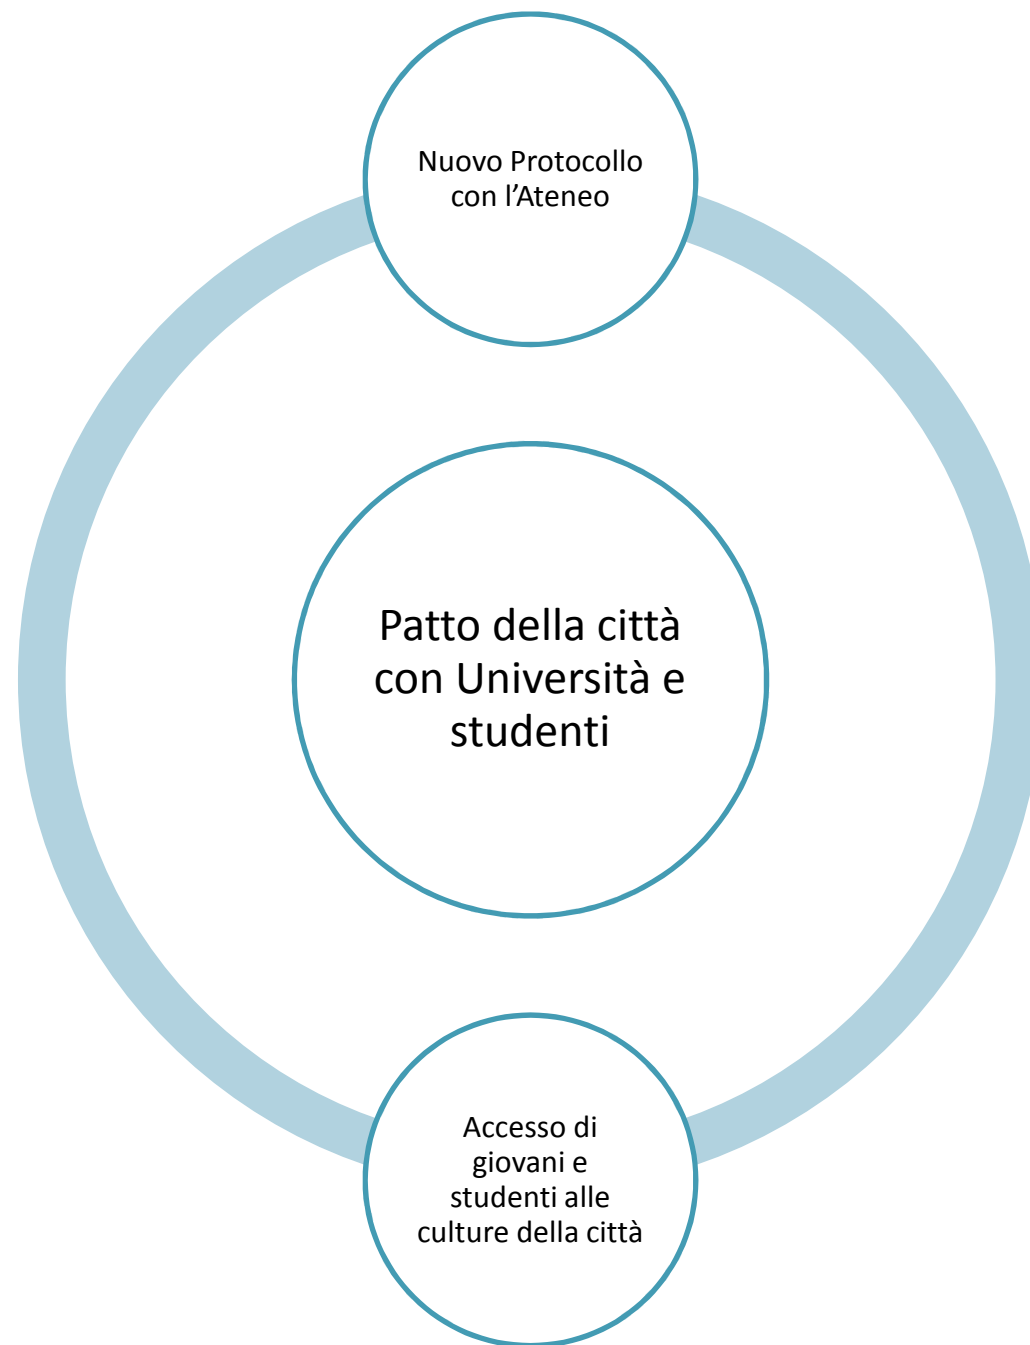 Nuovo Protocollo
con l’Ateneo
Patto della città
con Università e
studenti
Accesso di
giovani e
studenti alle
culture della città